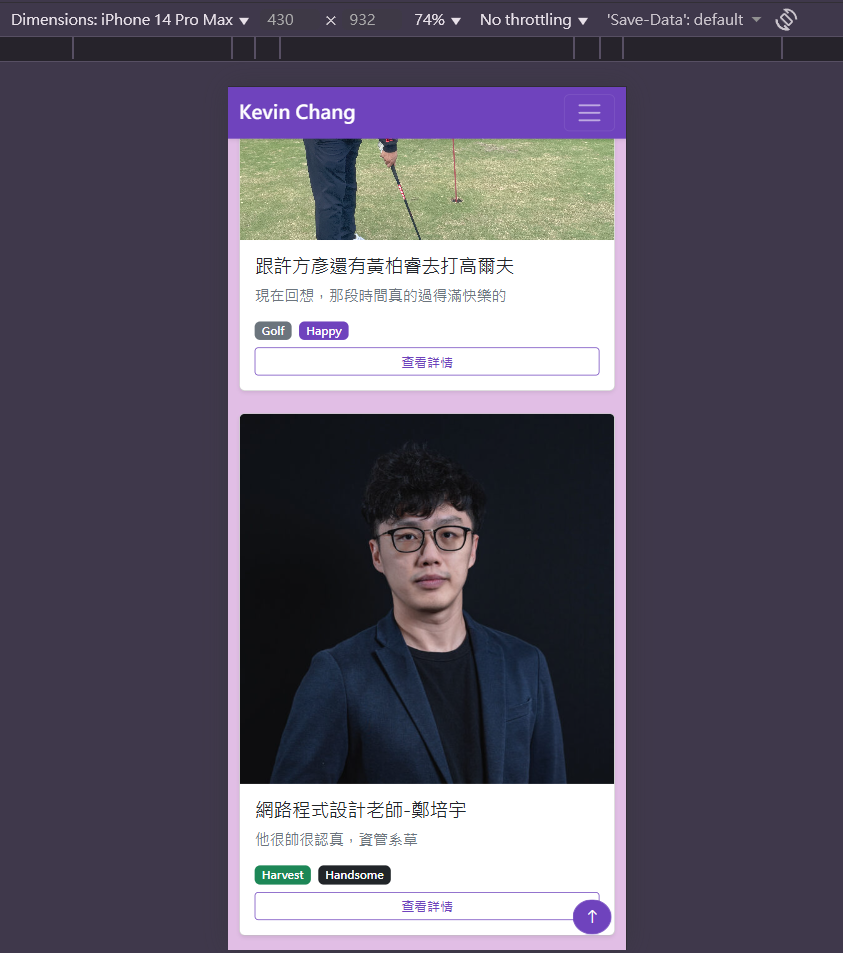 Dimensions: iPhone 14 Pro Max ▼ 430 × 932 74% ▼ No throttling ▼ 'Save-Data': default
Kevin Chang
跟許方彥還有黃柏睿去打高爾夫
現在回想，那段時間真的過得滿快樂的
Golf Happy
查看詳情
網路程式設計老師-鄭培宇
他很帥很認真，資管系草
Harvest Handsome
查看詳情